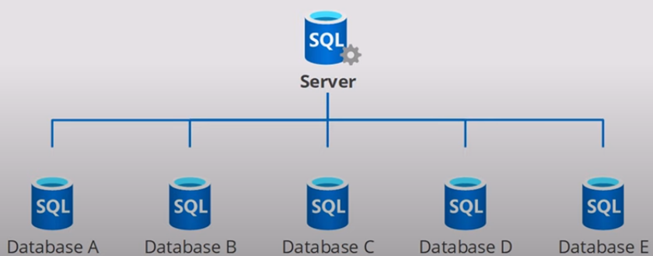 SQL
Server
SQL
SQL
SQL
SQL
SQL
Database A
Database B
Database C
Database D
Database E